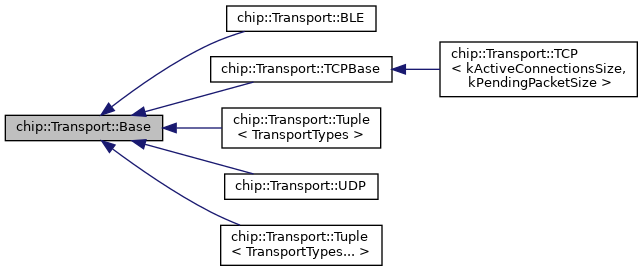 chip::Transport::BLE
chip::Transport::TCPBase
chip::Transport::TCP
< kActiveConnectionsSize,
kPendingPacketSize >
chip::Transport::Base
chip::Transport::Tuple
< TransportTypes >
chip::Transport::UDP
chip::Transport::Tuple
< TransportTypes... >